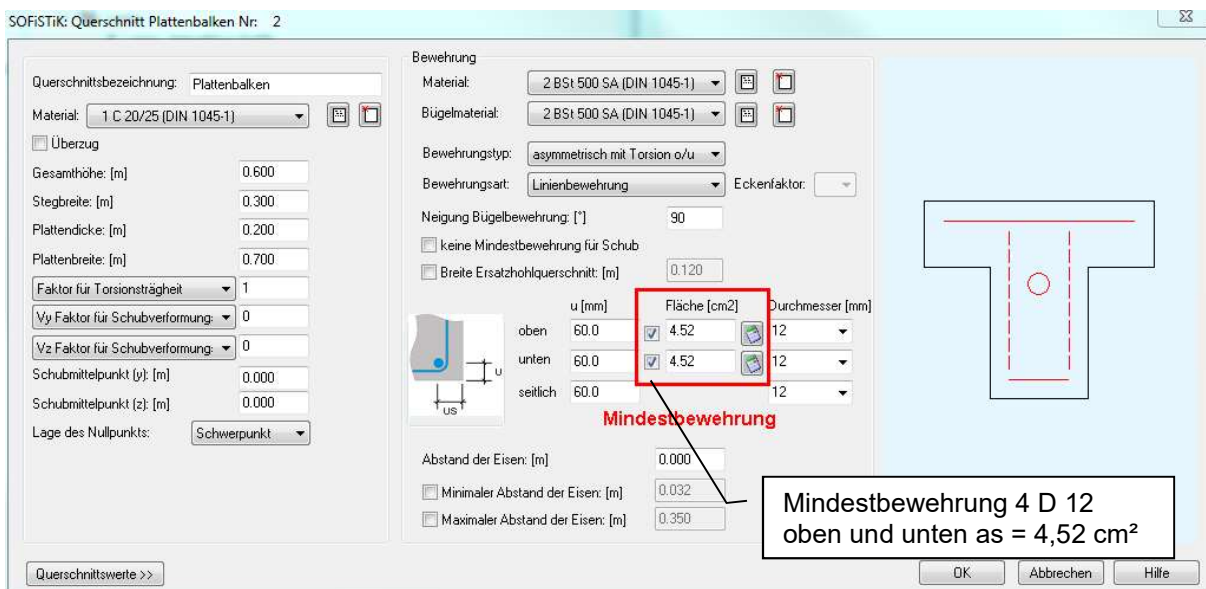 SOFiSTiK: Querschnitt Plattenbalken Nr: 2
Querschnittsbezeichnung: Plattenbalken
Material: 1 C 20/25 (DIN 1045-1)
Überzug
Gesamthöhe: [m] 0.600
Stegbreite: [m] 0.300
Plattendicke: [m] 0.200
Plattenbreite: [m] 0.700
Faktor für Torsionsträgheit 1
Vy Faktor für Schubverformung: 0
Vz Faktor für Schubverformung: 0
Schubmittelpunkt (y): [m] 0.000
Schubmittelpunkt (z): [m] 0.000
Lage des Nullpunkts: Schwerpunkt
Bewehrung
Material: 2 BSt 500 SA (DIN 1045-1)
Bügelmaterial: 2 BSt 500 SA (DIN 1045-1)
Bewehrungstyp: asymmetrisch mit Torsion o/u
Bewehrungsart: Linienbewehrung Eckenfaktor:
Neigung Bügelbewehrung: [°] 90
keine Mindestbewehrung für Schub
Breite Ersatzhohlquerschnitt: [m] 0.120
u [mm] Fläche [cm2] Durchmesser [mm]
oben 60.0 4.52 12
unten 60.0 4.52 12
seitlich 60.0 12
u
us
Mindestbewehrung
Abstand der Eisen: [m] 0.000
Minimaler Abstand der Eisen: [m] 0.032
Maximaler Abstand der Eisen: [m] 0.350
Mindestbewehrung 4 D 12
oben und unten as = 4,52 cm²
Querschnittswerte >> OK Abbrechen Hilfe